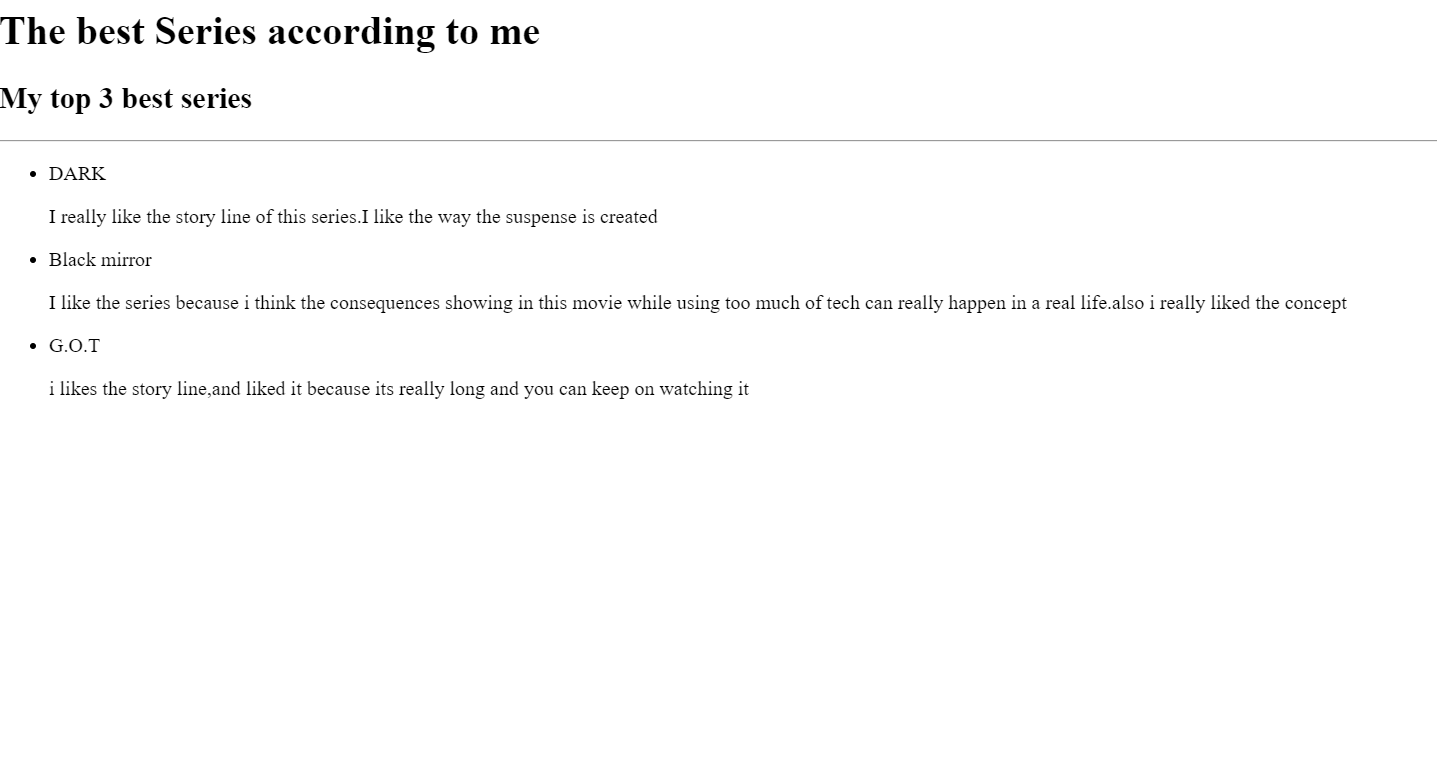 The best Series according to me
My top 3 best series
DARK
I really like the story line of this series.I like the way the suspense is created
Black mirror
I like the series because i think the consequences showing in this movie while using too much of tech can really happen in a real life.also i really liked the concept
G.O.T
i likes the story line,and liked it because its really long and you can keep on watching it